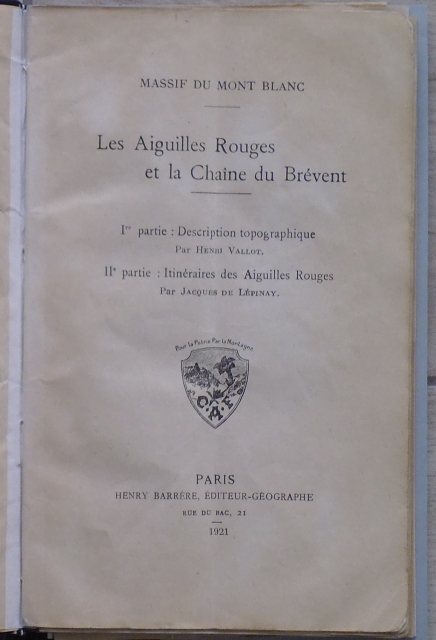 MASSIF DU MONT BLANC
Les Aiguilles Rouges
et la Chaîne du Brévent
Ire partie : Description topographique
Par Henri Vallot.
IIe partie : Itinéraires des Aiguilles Rouges
Par Jacques de Lépinay.
Pour la Patrie Par la Montagne
C.A.F
PARIS
HENRY BARRÈRE, ÉDITEUR-GÉOGRAPHE
RUE DU BAC, 21
1921